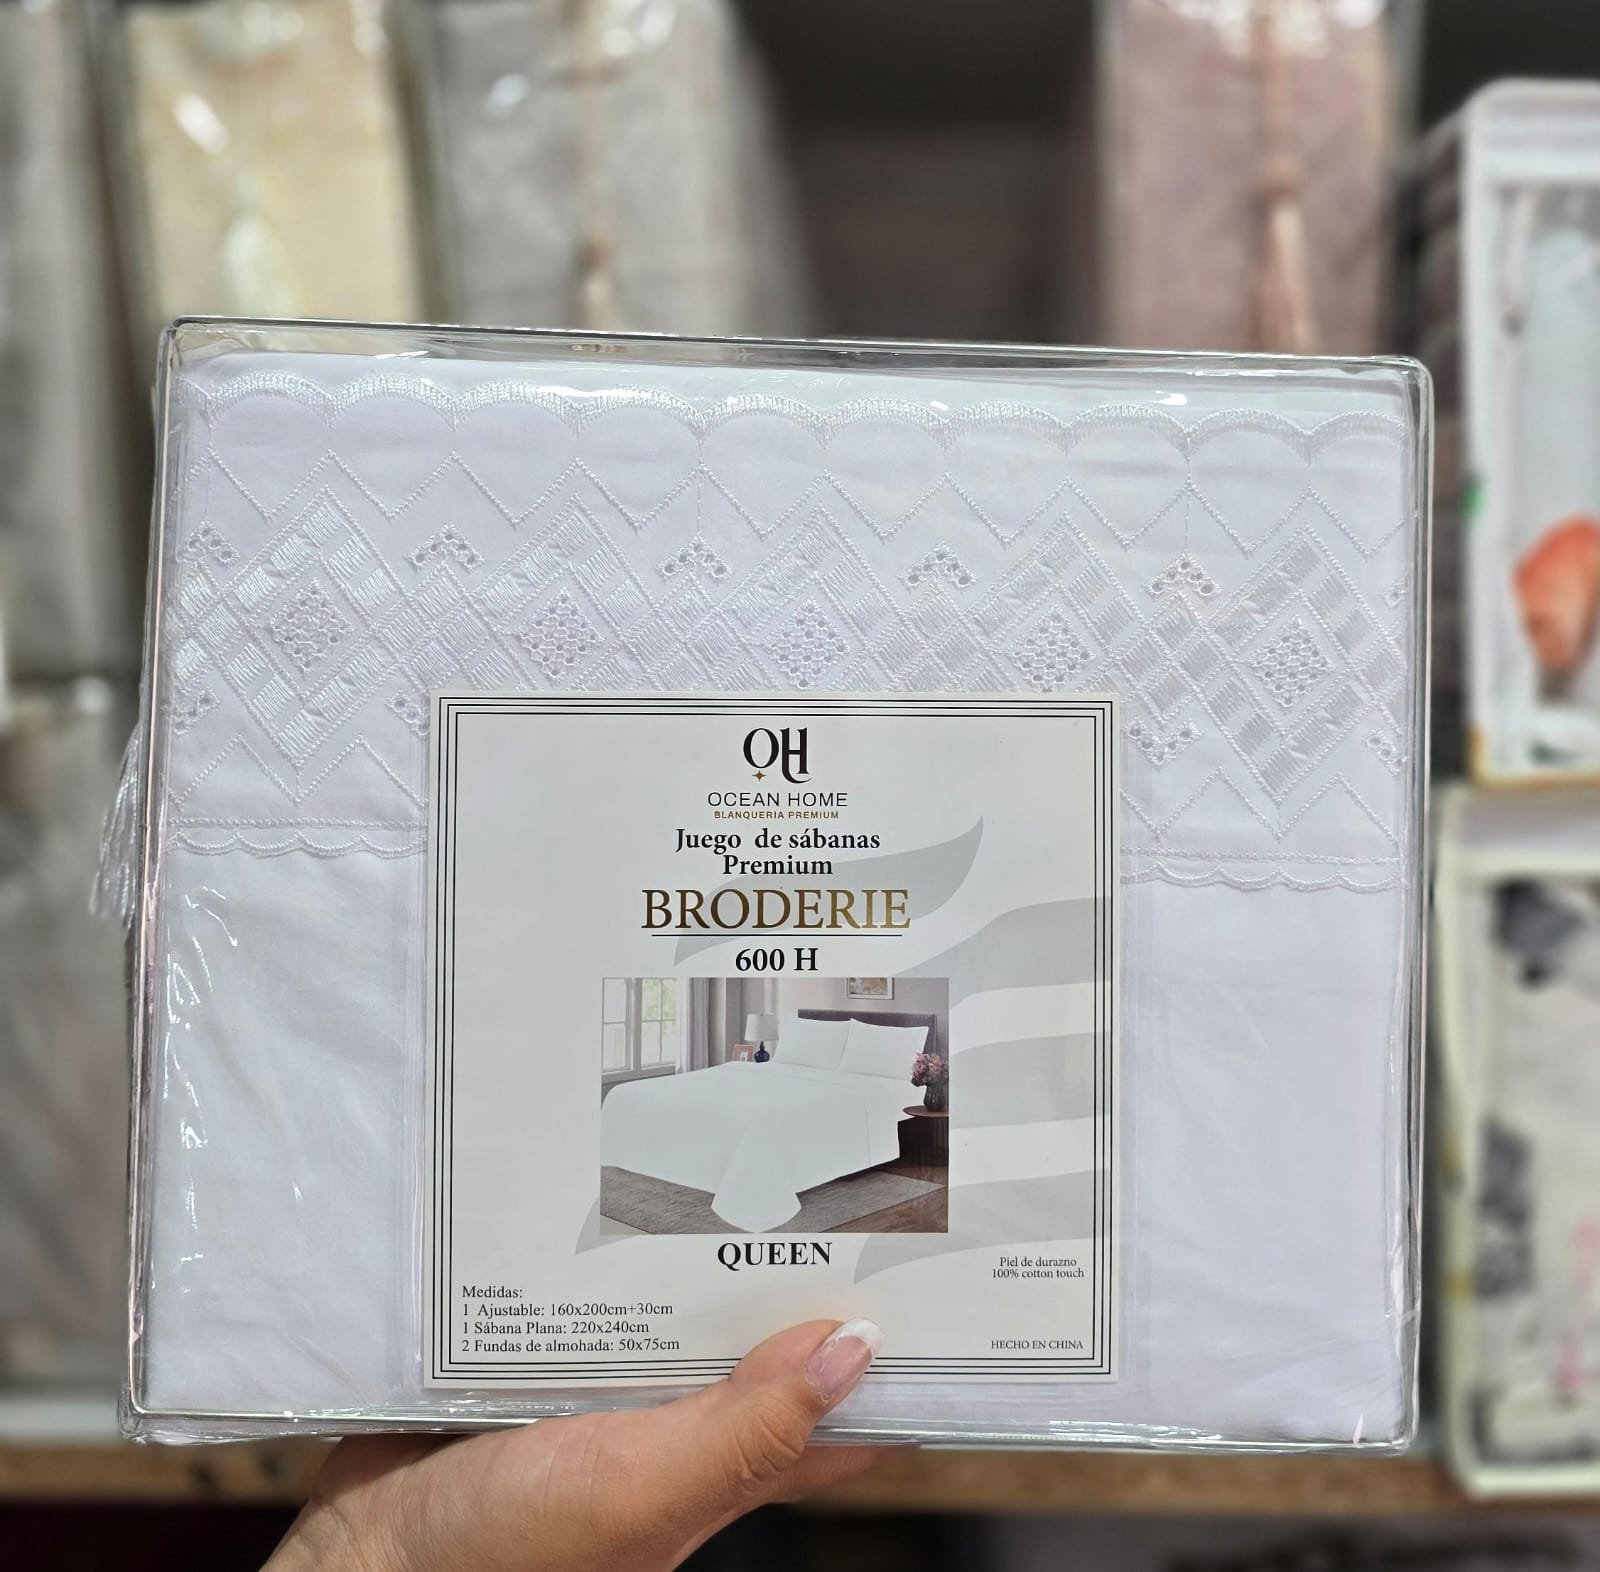 OH
OCEAN HOME
BLANQUERIA PREMIUM
Juego de sábanas
Premium
BRODERIE
600 H
QUEEN
Piel de durazno
100% cotton touch
Medidas:
1 Ajustable: 160x200cm+30cm
1 Sábana Plana: 220x240cm
2 Fundas de almohada: 50x75cm
HECHO EN CHINA